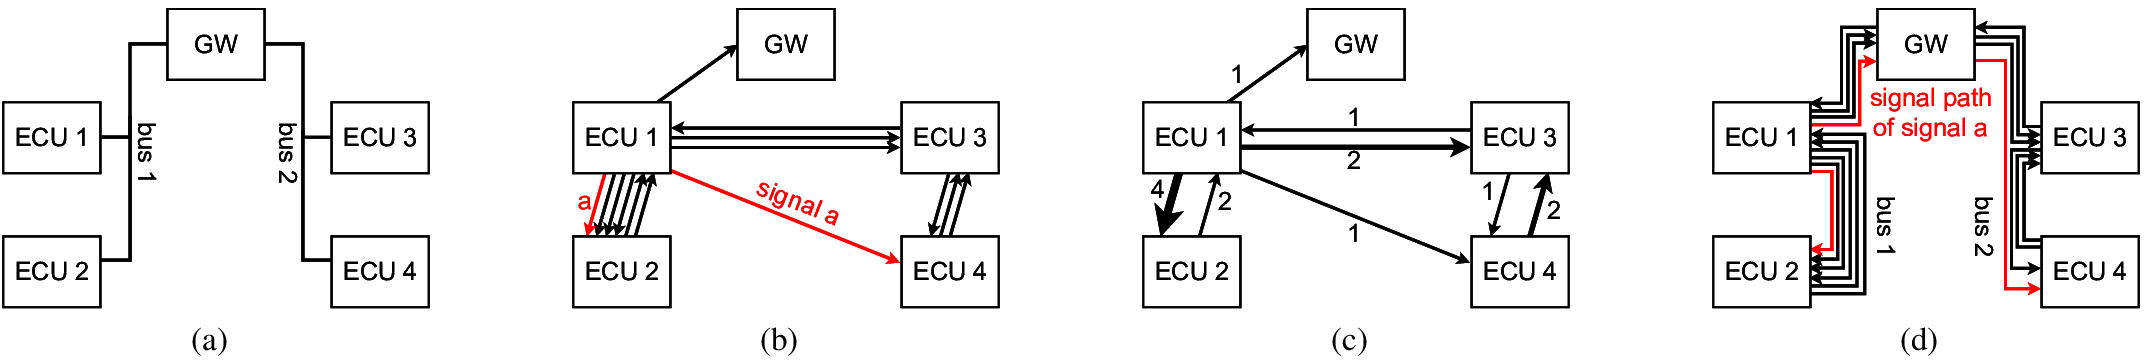 GW
ECU 1
bus 1
bus 2
ECU 3
ECU 2
ECU 4
(a)
GW
ECU 1
ECU 3
a
signal a
ECU 2
ECU 4
(b)
GW
1
ECU 1
1
2
ECU 3
4
2
1
1
2
ECU 2
ECU 4
(c)
GW
signal path
of signal a
ECU 1
ECU 3
bus 1
bus 2
ECU 2
ECU 4
(d)